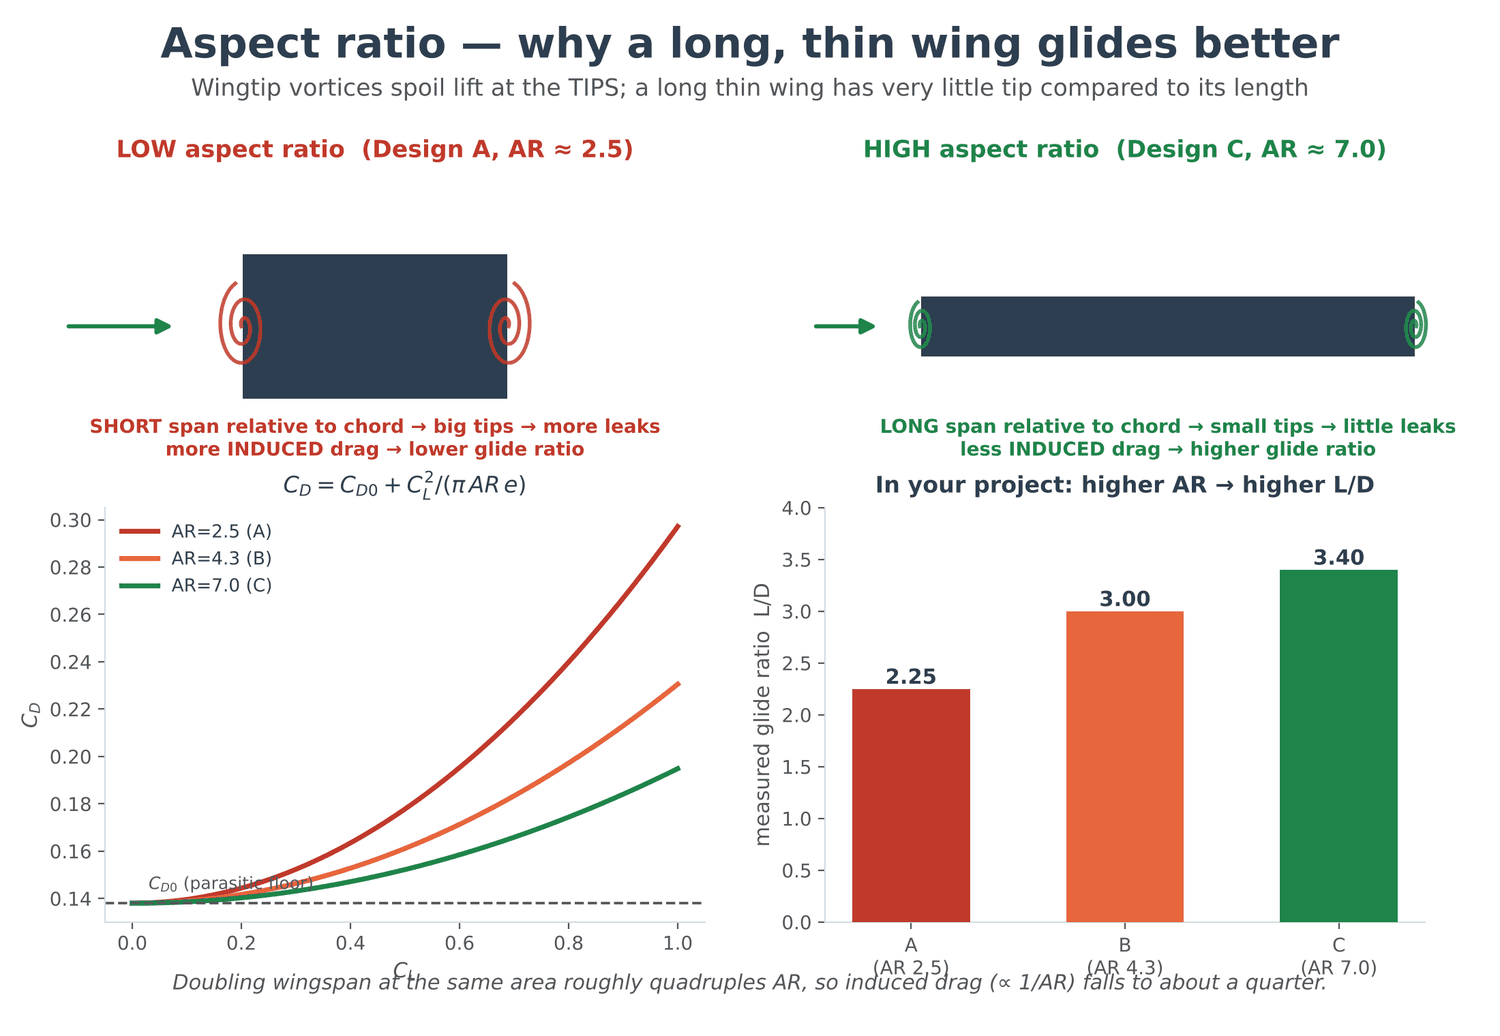 Aspect ratio — why a long, thin wing glides better
Wingtip vortices spoil lift at the TIPS; a long thin wing has very little tip compared to its length
LOW aspect ratio (Design A, AR ≈ 2.5)
SHORT span relative to chord → big tips → more leaks
more INDUCED drag → lower glide ratio
HIGH aspect ratio (Design C, AR ≈ 7.0)
LONG span relative to chord → small tips → little leaks
less INDUCED drag → higher glide ratio
C_D = C_{D0} + C_L^2/(π AR e)
C_D
0.30
0.28
0.26
0.24
0.22
0.20
0.18
0.16
0.14
AR=2.5 (A)
AR=4.3 (B)
AR=7.0 (C)
C_{D0} (parasitic floor)
0.0 0.2 0.4 0.6 0.8 1.0
C_L
In your project: higher AR → higher L/D
measured glide ratio L/D
4.0
3.5
3.0
2.5
2.0
1.5
1.0
0.5
0.0
2.25
3.00
3.40
A
(AR 2.5)
B
(AR 4.3)
C
(AR 7.0)
Doubling wingspan at the same area roughly quadruples AR, so induced drag (∝ 1/AR) falls to about a quarter.